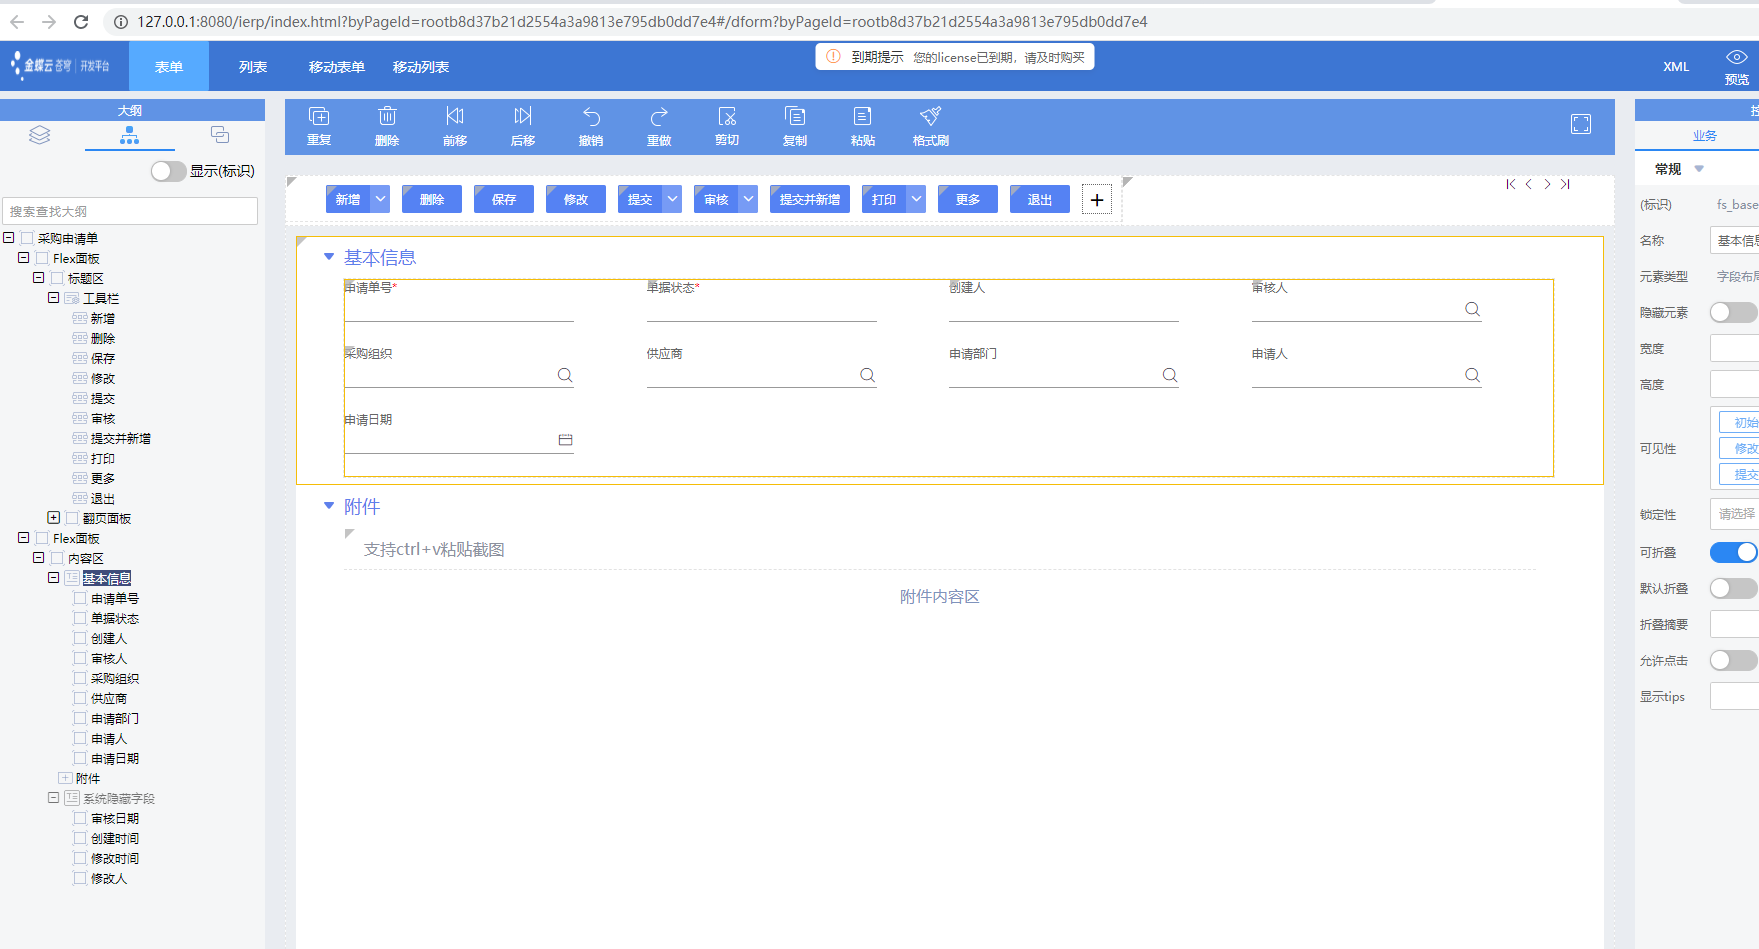 127.0.0.1:8080/ierp/index.html?byPageId=rootb8d37b21d2554a3a9813e795db0dd7e4#/dform?byPageId=rootb8d37b21d2554a3a9813e795db0dd7e4
金蝶云 苍穹 | 开发平台
表单 列表 移动表单 移动列表
到期提示 您的license已到期，请及时购买
XML 预览
大纲
显示(标识)
搜索查找大纲
采购申请单
Flex面板
标题区
工具栏
新增
删除
保存
修改
提交
审核
提交并新增
打印
更多
退出
翻页面板
Flex面板
内容区
基本信息
申请单号
单据状态
创建人
审核人
采购组织
供应商
申请部门
申请人
申请日期
附件
系统隐藏字段
审核日期
创建时间
修改时间
修改人
重复 删除 前移 后移 撤销 重做 剪切 复制 粘贴 格式刷
新增 删除 保存 修改 提交 审核 提交并新增 打印 更多 退出 +
基本信息
申请单号* 单据状态* 创建人 审核人
采购组织 供应商 申请部门 申请人
申请日期
附件
支持ctrl+v粘贴截图
附件内容区
业务
常规
(标识) fs_base
名称 基本信息
元素类型 字段布局
隐藏元素
宽度
高度
可见性 初始
修改
提交
锁定性 请选择
可折叠
默认折叠
折叠摘要
允许点击
显示tips